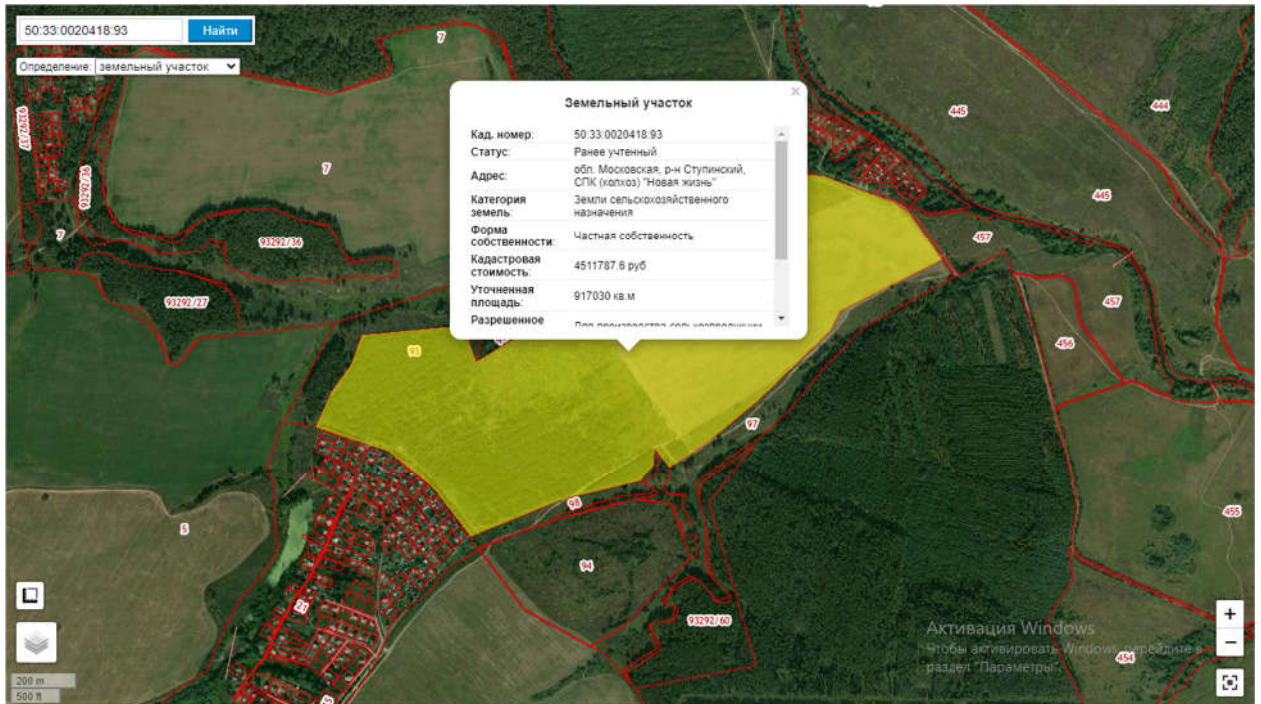 50:33:0020418:93
Найти
Определение: земельный участок
Земельный участок
×
Кад. номер: 50:33:0020418:93
Статус: Ранее учтенный
Адрес: обл. Московская, р-н Ступинский,
СПК (колхоз) "Новая жизнь"
Категория земель: Земли сельскохозяйственного
назначения
Форма
собственности: Частная собственность
Кадастровая
стоимость: 4511787.6 руб
Уточненная
площадь: 917030 кв.м
Разрешенное
Для производства сельхозпродукции
7
445
444
93292/37
7
93292/36
445
7
93292/36
457
93292/27
457
93
456
97
98
5
455
94
21
93292/60
454
Активация Windows
Чтобы активировать Windows, перейдите в
раздел "Параметры".
+
−
200 m
500 ft